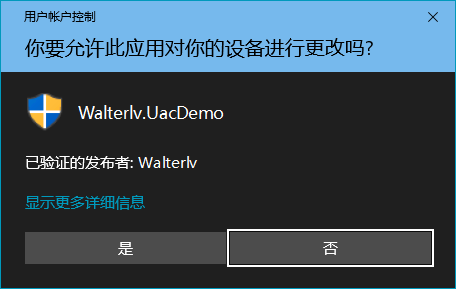 用户帐户控制
你要允许此应用对你的设备进行更改吗?
Walterlv.UacDemo
已验证的发布者: Walterlv
显示更多详细信息
是
否